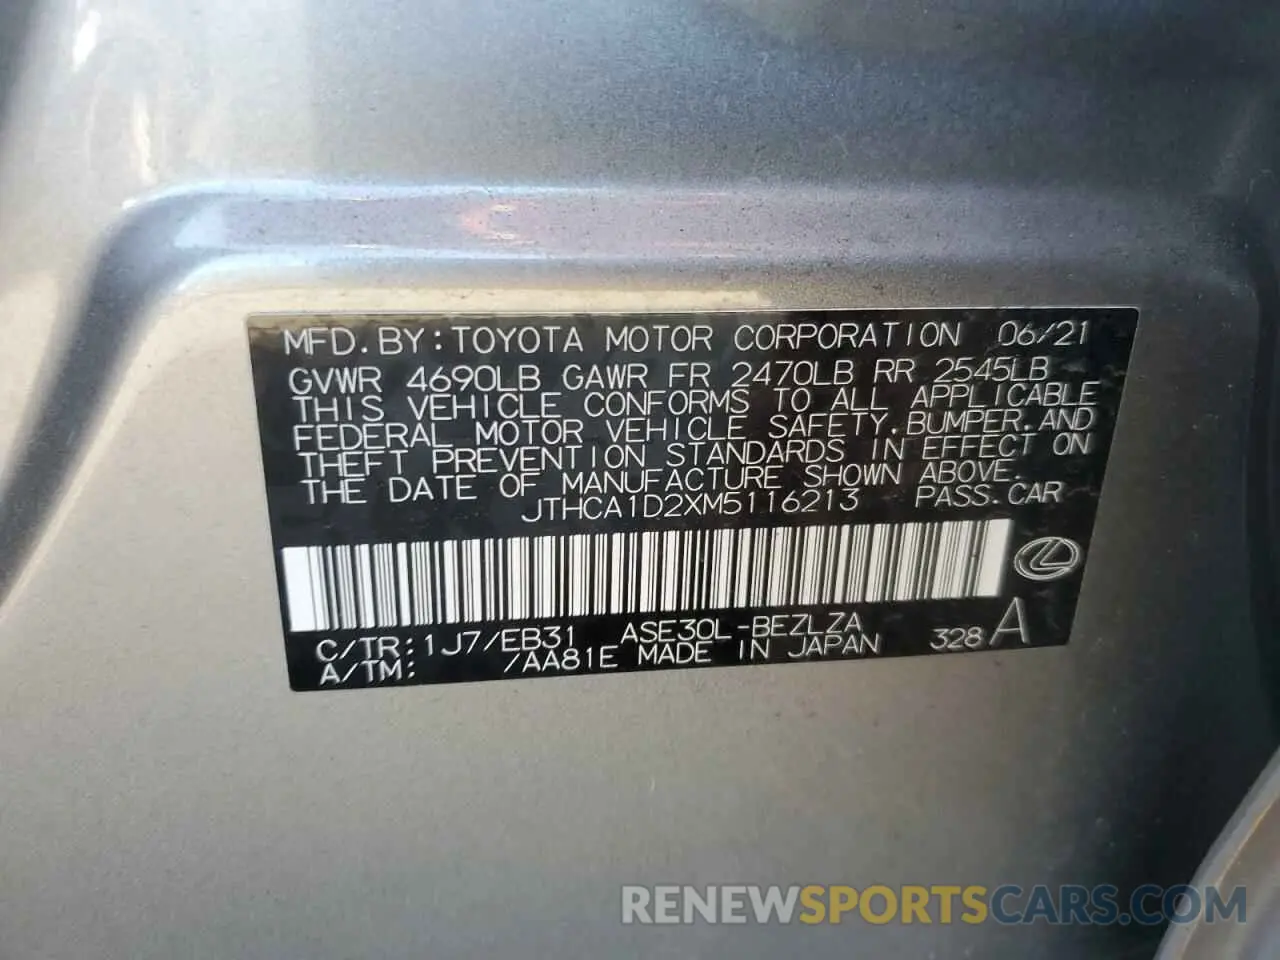 MFD. BY: TOYOTA MOTOR CORPORATION 06/21
GVWR 4690LB GAWR FR 2470LB RR 2545LB
THIS VEHICLE CONFORMS TO ALL APPLICABLE
FEDERAL MOTOR VEHICLE SAFETY, BUMPER, AND
THEFT PREVENTION STANDARDS IN EFFECT ON
THE DATE OF MANUFACTURE SHOWN ABOVE.
JTHCA1D2XM5116213 PASS. CAR
C/TR: 1J7/EB31 ASE30L-BEZLZA
A/TM: /AA81E MADE IN JAPAN 328 A
RENEWSPORTSCARS.COM